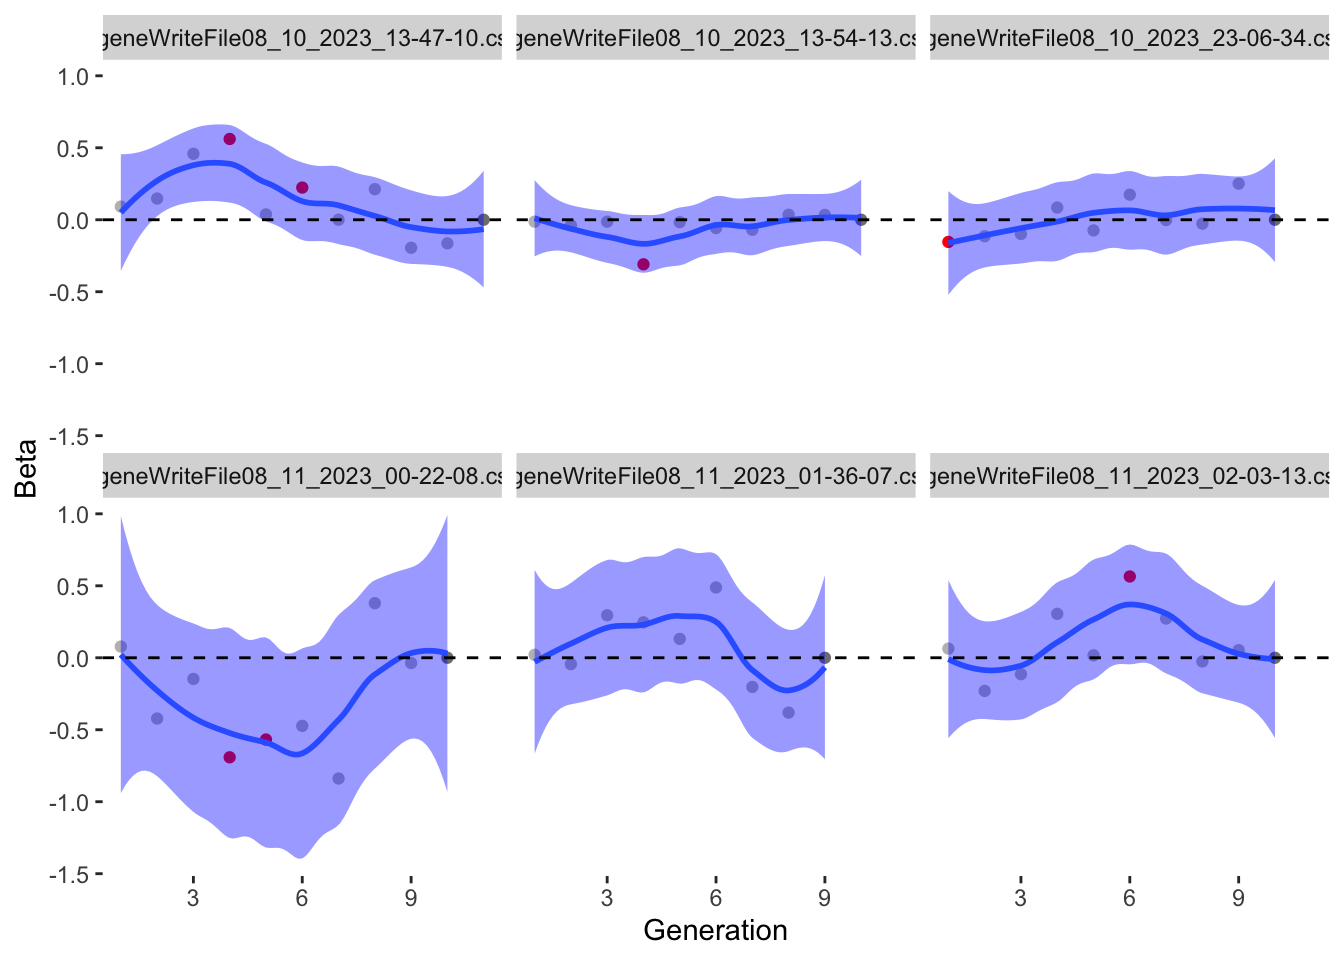 geneWriteFile08_10_2023_13-47-10.cs
geneWriteFile08_10_2023_13-54-13.cs
geneWriteFile08_10_2023_23-06-34.cs
1.0
0.5
0.0
-0.5
-1.0
-1.5
Beta
geneWriteFile08_11_2023_00-22-08.cs
geneWriteFile08_11_2023_01-36-07.cs
geneWriteFile08_11_2023_02-03-13.cs
1.0
0.5
0.0
-0.5
-1.0
-1.5
3 6 9
3 6 9
3 6 9
Generation